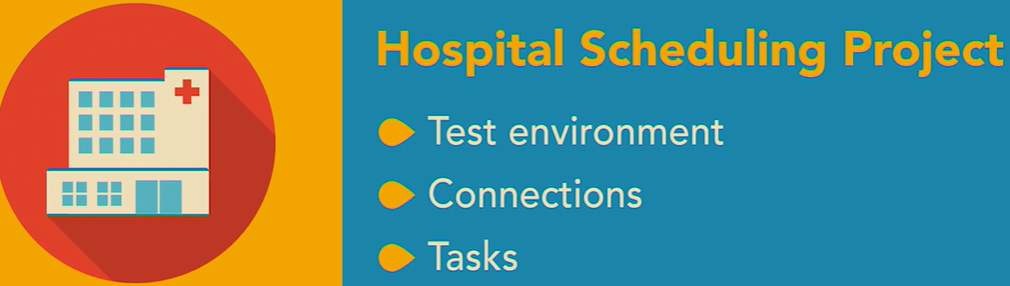 Hospital Scheduling Project
Test environment
Connections
Tasks